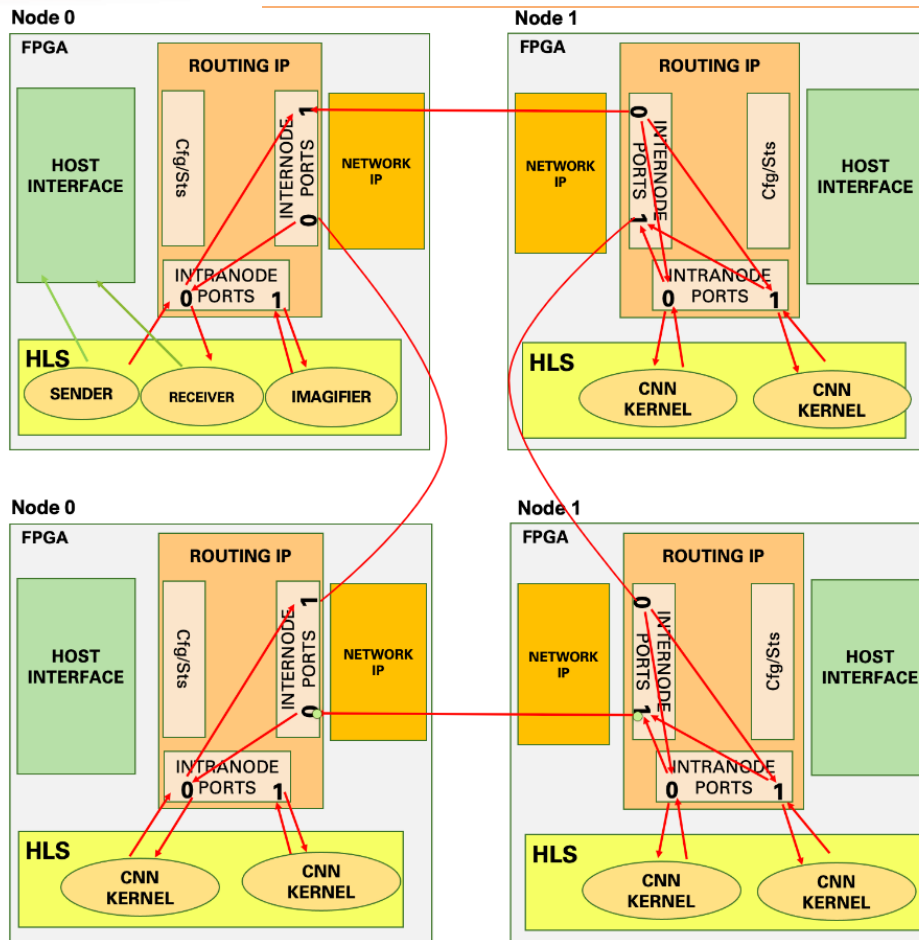 Node 0
FPGA
ROUTING IP
HOST
INTERFACE
Cfg/Sts
INTERNODE
PORTS
1
0
NETWORK
IP
INTRANODE
PORTS
0
1
HLS
SENDER
RECEIVER
IMAGIFIER
Node 1
FPGA
ROUTING IP
NETWORK
IP
0
1
INTERNODE
PORTS
Cfg/Sts
HOST
INTERFACE
INTRANODE
PORTS
0
1
HLS
CNN
KERNEL
CNN
KERNEL
Node 0
FPGA
ROUTING IP
HOST
INTERFACE
Cfg/Sts
INTERNODE
PORTS
1
0
NETWORK
IP
INTRANODE
PORTS
0
1
HLS
CNN
KERNEL
CNN
KERNEL
Node 1
FPGA
ROUTING IP
NETWORK
IP
0
1
INTERNODE
PORTS
Cfg/Sts
HOST
INTERFACE
INTRANODE
PORTS
0
1
HLS
CNN
KERNEL
CNN
KERNEL